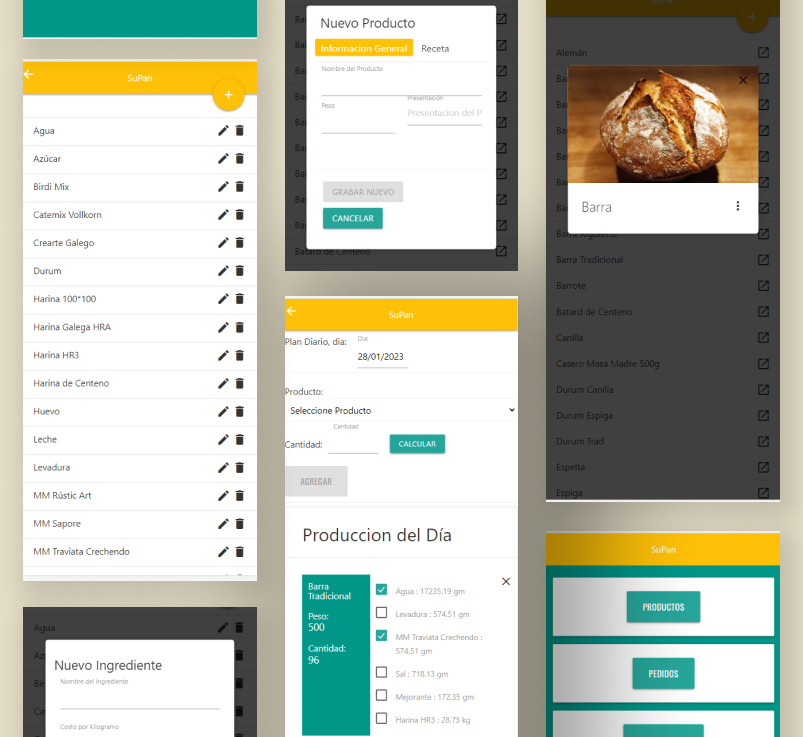 SuPan
+
Agua
Azúcar
Birdi Mix
Catemix Vollkorn
Crearte Galego
Durum
Harina 100*100
Harina Galega HRA
Harina HR3
Harina de Centeno
Huevo
Leche
Levadura
MM Rústic Art
MM Sapore
MM Traviata Crechendo
Agua
Nuevo Ingrediente
Nombre del Ingrediente
Costo por Kilogramo
Nuevo Producto
Informacion General
Receta
Nombre del Producto
Peso
Presentación
Presentacion del P
GRABAR NUEVO
CANCELAR
Batard de Centeno
SuPan
Plan Diario, dia:
Dia
28/01/2023
Producto:
Seleccione Producto
Cantidad
Cantidad:
CALCULAR
AGREGAR
Produccion del Día
Barra
Tradicional
Peso:
500
Cantidad:
96
Agua : 17235.19 gm
Levadura : 574.51 gm
MM Traviata Crechendo :
574.51 gm
Sal : 718.13 gm
Mejorante : 172.35 gm
Harina HR3 : 28,73 kg
SuPan
+
Alemán
Barra
Barra Tradicional
Barrote
Batard de Centeno
Canilla
Casero Masa Madre 500g
Durum Canilla
Durum Espiga
Durum Trad
Espelta
Espiga
SuPan
PRODUCTOS
PEDIDOS